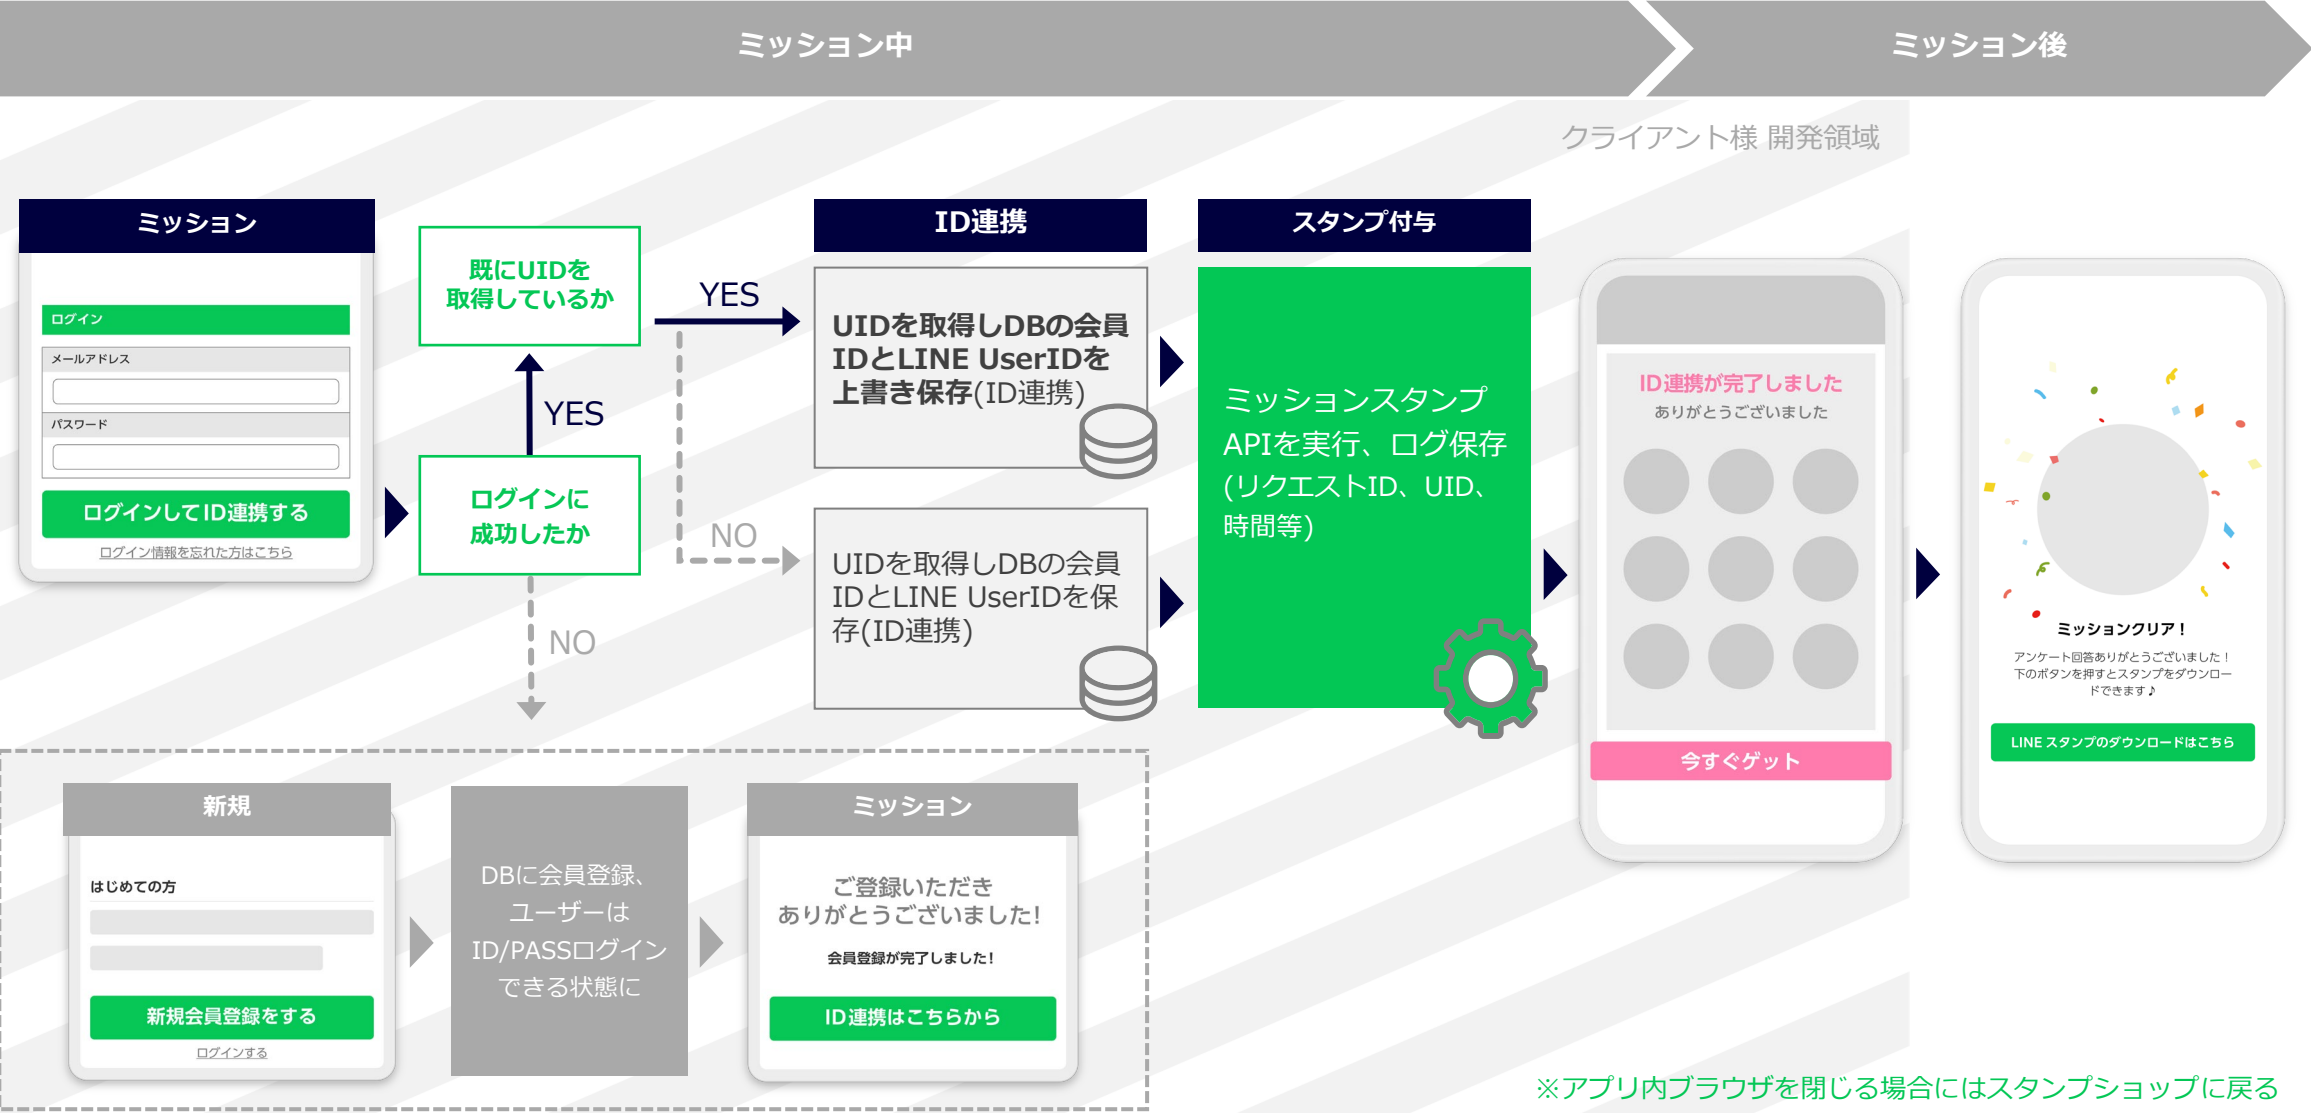 ミッション中
ミッション後
クライアント様 開発領域
ミッション
ログイン
メールアドレス
パスワード
ログインしてID連携する
ログイン情報を忘れた方はこちら
既にUIDを
取得しているか
YES
ログインに
成功したか
YES
NO
NO
ID連携
UIDを取得しDBの会員
IDとLINE UserIDを
上書き保存(ID連携)
UIDを取得しDBの会員
IDとLINE UserIDを保
存(ID連携)
スタンプ付与
ミッションスタンプ
APIを実行、ログ保存
(リクエストID、UID、
時間等)
ID連携が完了しました
ありがとうございました
今すぐゲット
ミッションクリア！
アンケート回答ありがとうございました！
下のボタンを押すとスタンプをダウンロー
ドできます♪
LINE スタンプのダウンロードはこちら
新規
はじめての方
新規会員登録をする
ログインする
DBに会員登録、
ユーザーは
ID/PASSログイン
できる状態に
ミッション
ご登録いただき
ありがとうございました!
会員登録が完了しました!
ID連携はこちらから
※アプリ内ブラウザを閉じる場合にはスタンプショップに戻る